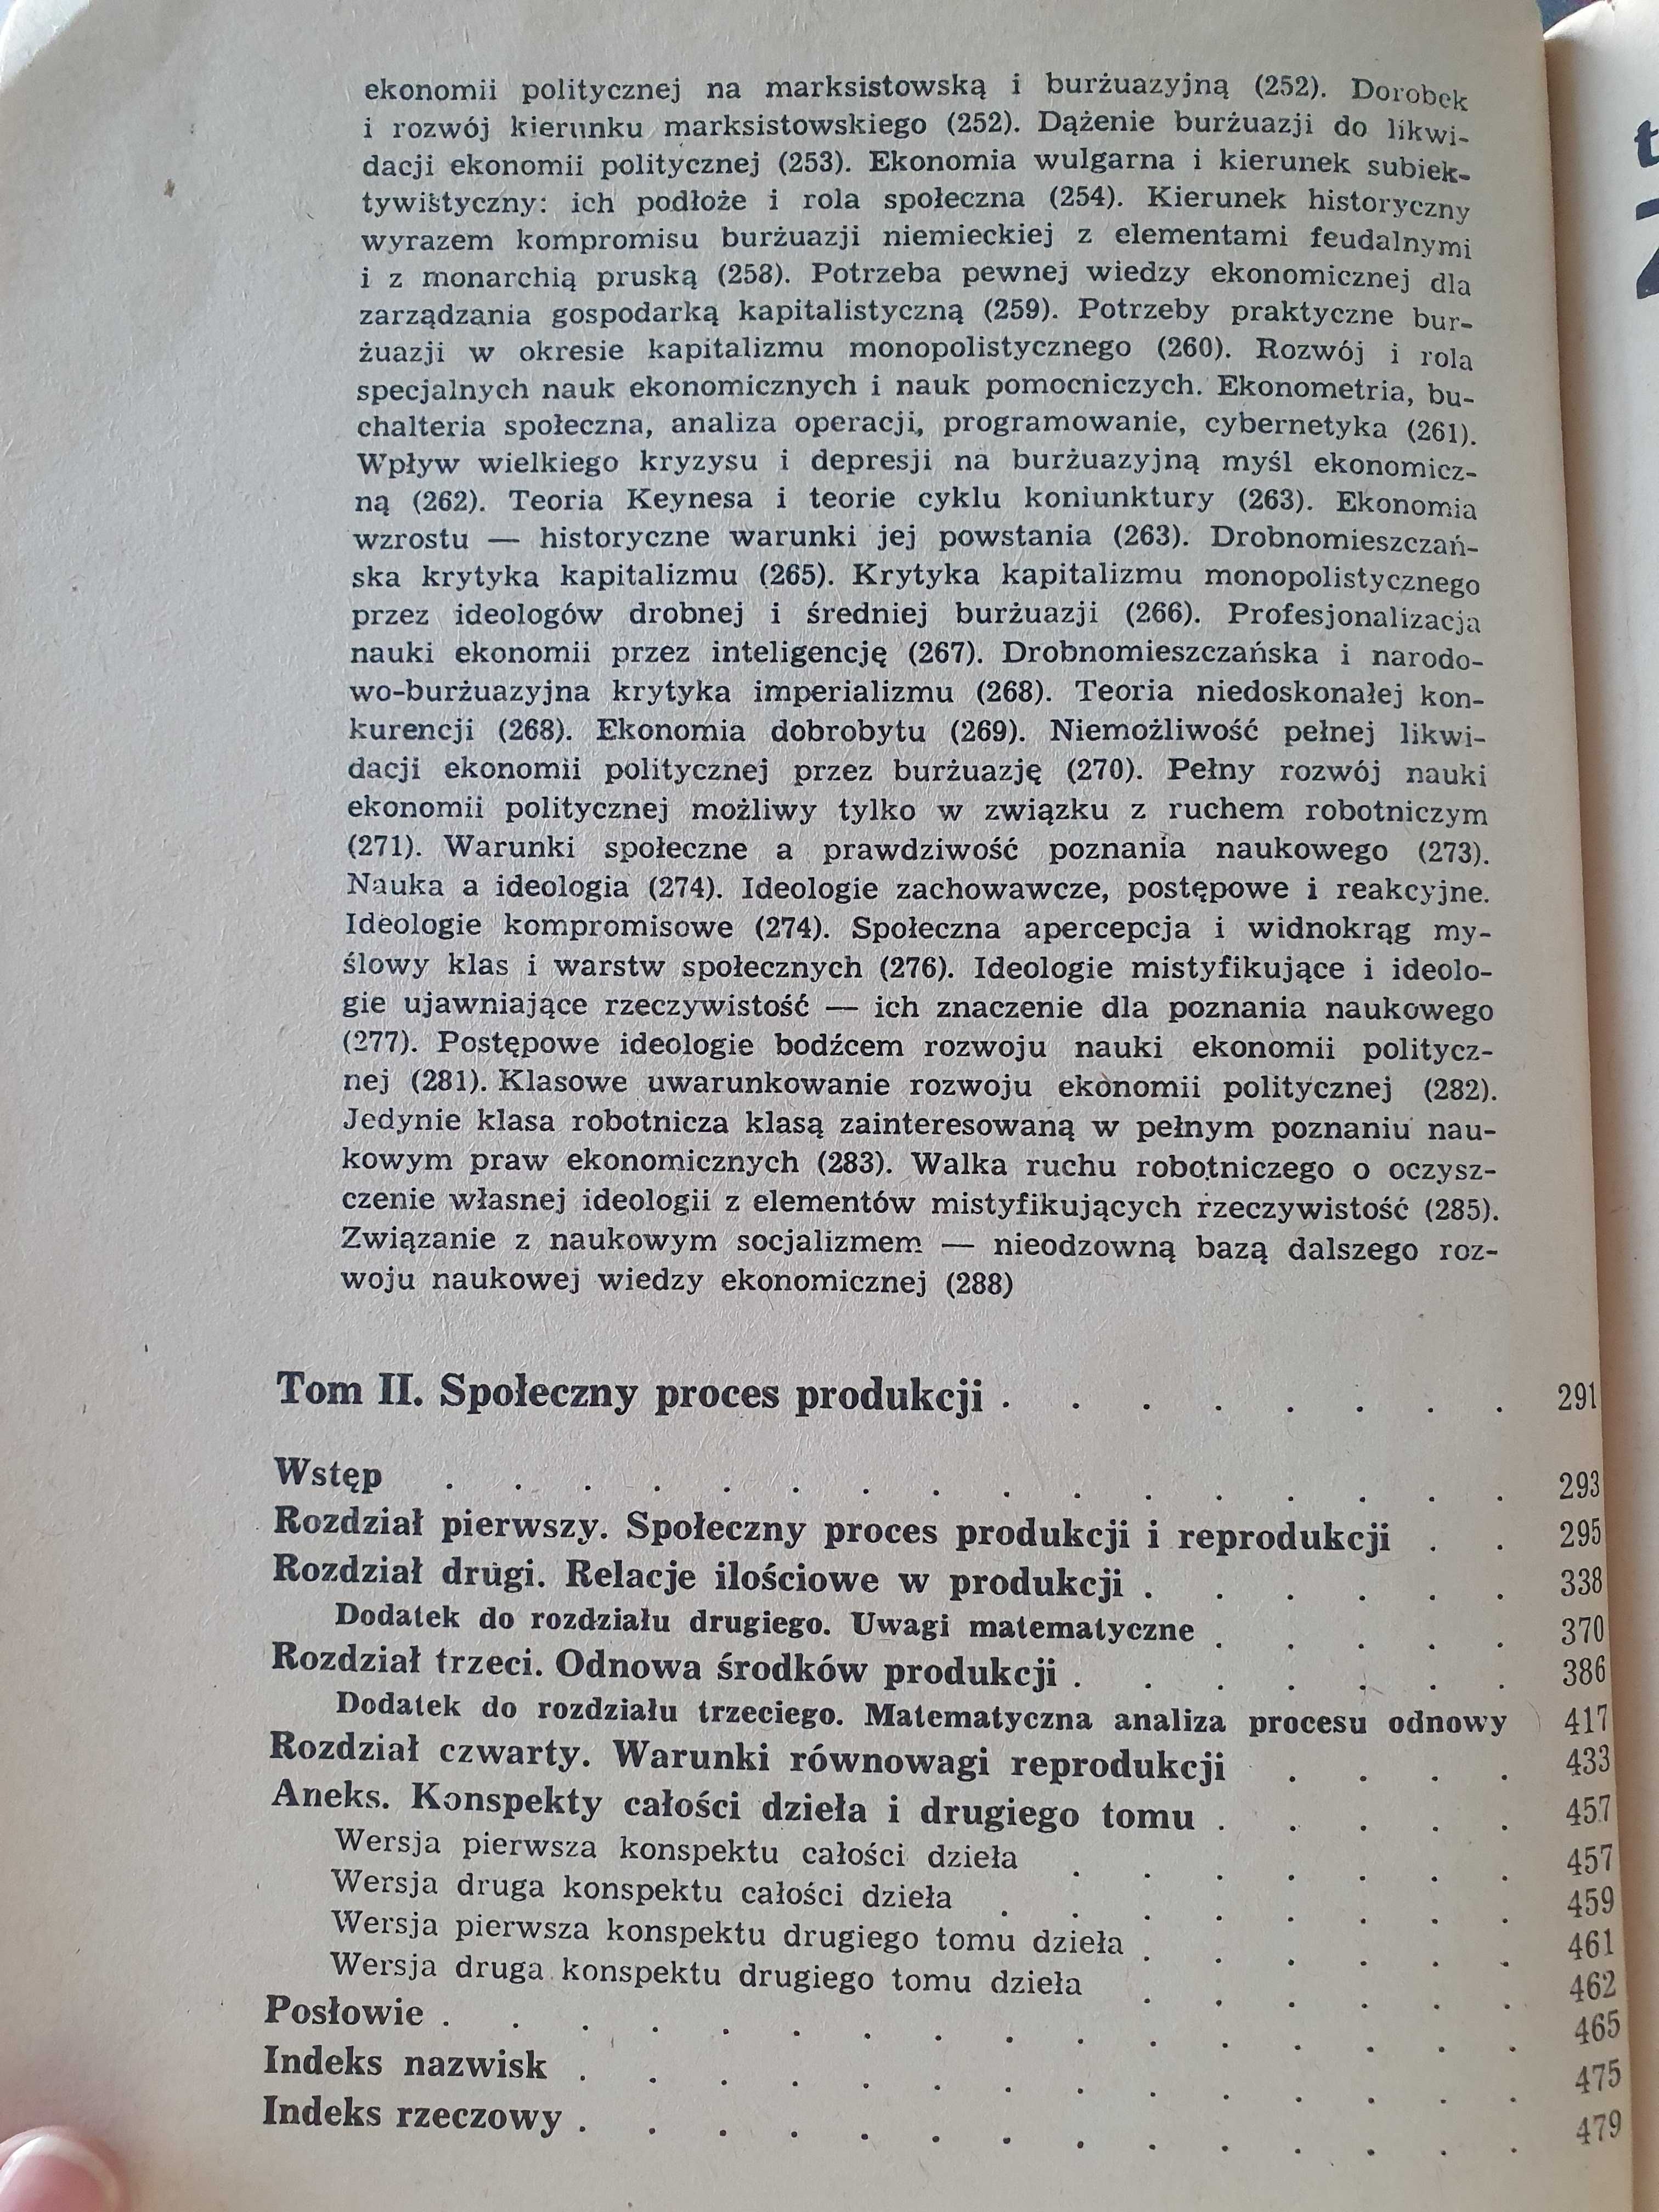 ekonomii politycznej na marksistowską i burżuazyjną (252). Dorobek
i rozwój kierunku marksistowskiego (252). Dążenie burżuazji do likwi-
dacji ekonomii politycznej (253). Ekonomia wulgarna i kierunek subiek-
tywistyczny: ich podłoże i rola społeczna (254). Kierunek historyczny
wyrazem kompromisu burżuazji niemieckiej z elementami feudalnymi
i z monarchią pruską (258). Potrzeba pewnej wiedzy ekonomicznej dla
zarządzania gospodarką kapitalistyczną (259). Potrzeby praktyczne bur-
żuazji w okresie kapitalizmu monopolistycznego (260). Rozwój i rola
specjalnych nauk ekonomicznych i nauk pomocniczych. Ekonometria, bu-
chalteria społeczna, analiza operacji, programowanie, cybernetyka (261).
Wpływ wielkiego kryzysu i depresji na burżuazyjną myśl ekonomicz-
ną (262). Teoria Keynesa i teorie cyklu koniunktury (263). Ekonomia
wzrostu — historyczne warunki jej powstania (263). Drobnomieszczań-
ska krytyka kapitalizmu (265). Krytyka kapitalizmu monopolistycznego
przez ideologów drobnej i średniej burżuazji (266). Profesjonalizacja
nauki ekonomii przez inteligencję (267). Drobnomieszczańska i narodo-
wo-burżuazyjna krytyka imperializmu (268). Teoria niedoskonałej kon-
kurencji (268). Ekonomia dobrobytu (269). Niemożliwość pełnej likwi-
dacji ekonomii politycznej przez burżuazję (270). Pełny rozwój nauki
ekonomii politycznej możliwy tylko w związku z ruchem robotniczym
(271). Warunki społeczne a prawdziwość poznania naukowego (273).
Nauka a ideologia (274). Ideologie zachowawcze, postępowe i reakcyjne.
Ideologie kompromisowe (274). Społeczna apercepcja i widnokrąg my-
ślowy klas i warstw społecznych (276). Ideologie mistyfikujące i ideolo-
gie ujawniające rzeczywistość — ich znaczenie dla poznania naukowego
(277). Postępowe ideologie bodźcem rozwoju nauki ekonomii politycz-
nej (281). Klasowe uwarunkowanie rozwoju ekonomii politycznej (282).
Jedynie klasa robotnicza klasą zainteresowaną w pełnym poznaniu nau-
kowym praw ekonomicznych (283). Walka ruchu robotniczego o oczysz-
czenie własnej ideologii z elementów mistyfikujących rzeczywistość (285).
Związanie z naukowym socjalizmem — nieodzowną bazą dalszego roz-
woju naukowej wiedzy ekonomicznej (288)
Tom II. Społeczny proces produkcji . . . . . . . . 291
Wstęp . . . . . . . . . . . . . . . . 293
Rozdział pierwszy. Społeczny proces produkcji i reprodukcji . . 295
Rozdział drugi. Relacje ilościowe w produkcji . . . . . . 338
Dodatek do rozdziału drugiego. Uwagi matematyczne . . . . . 370
Rozdział trzeci. Odnowa środków produkcji . . . . . . . 386
Dodatek do rozdziału trzeciego. Matematyczna analiza procesu odnowy 417
Rozdział czwarty. Warunki równowagi reprodukcji . . . . 433
Aneks. Konspekty całości dzieła i drugiego tomu . . . . . 457
Wersja pierwsza konspektu całości dzieła . . . . . . . 457
Wersja druga konspektu całości dzieła . . . . . . . . 459
Wersja pierwsza konspektu drugiego tomu dzieła . . . . . . 461
Wersja druga konspektu drugiego tomu dzieła . . . . . . 462
Posłowie . . . . . . . . . . . . . . . . 465
Indeks nazwisk . . . . . . . . . . . . . . 475
Indeks rzeczowy . . . . . . . . . . . . . . 479